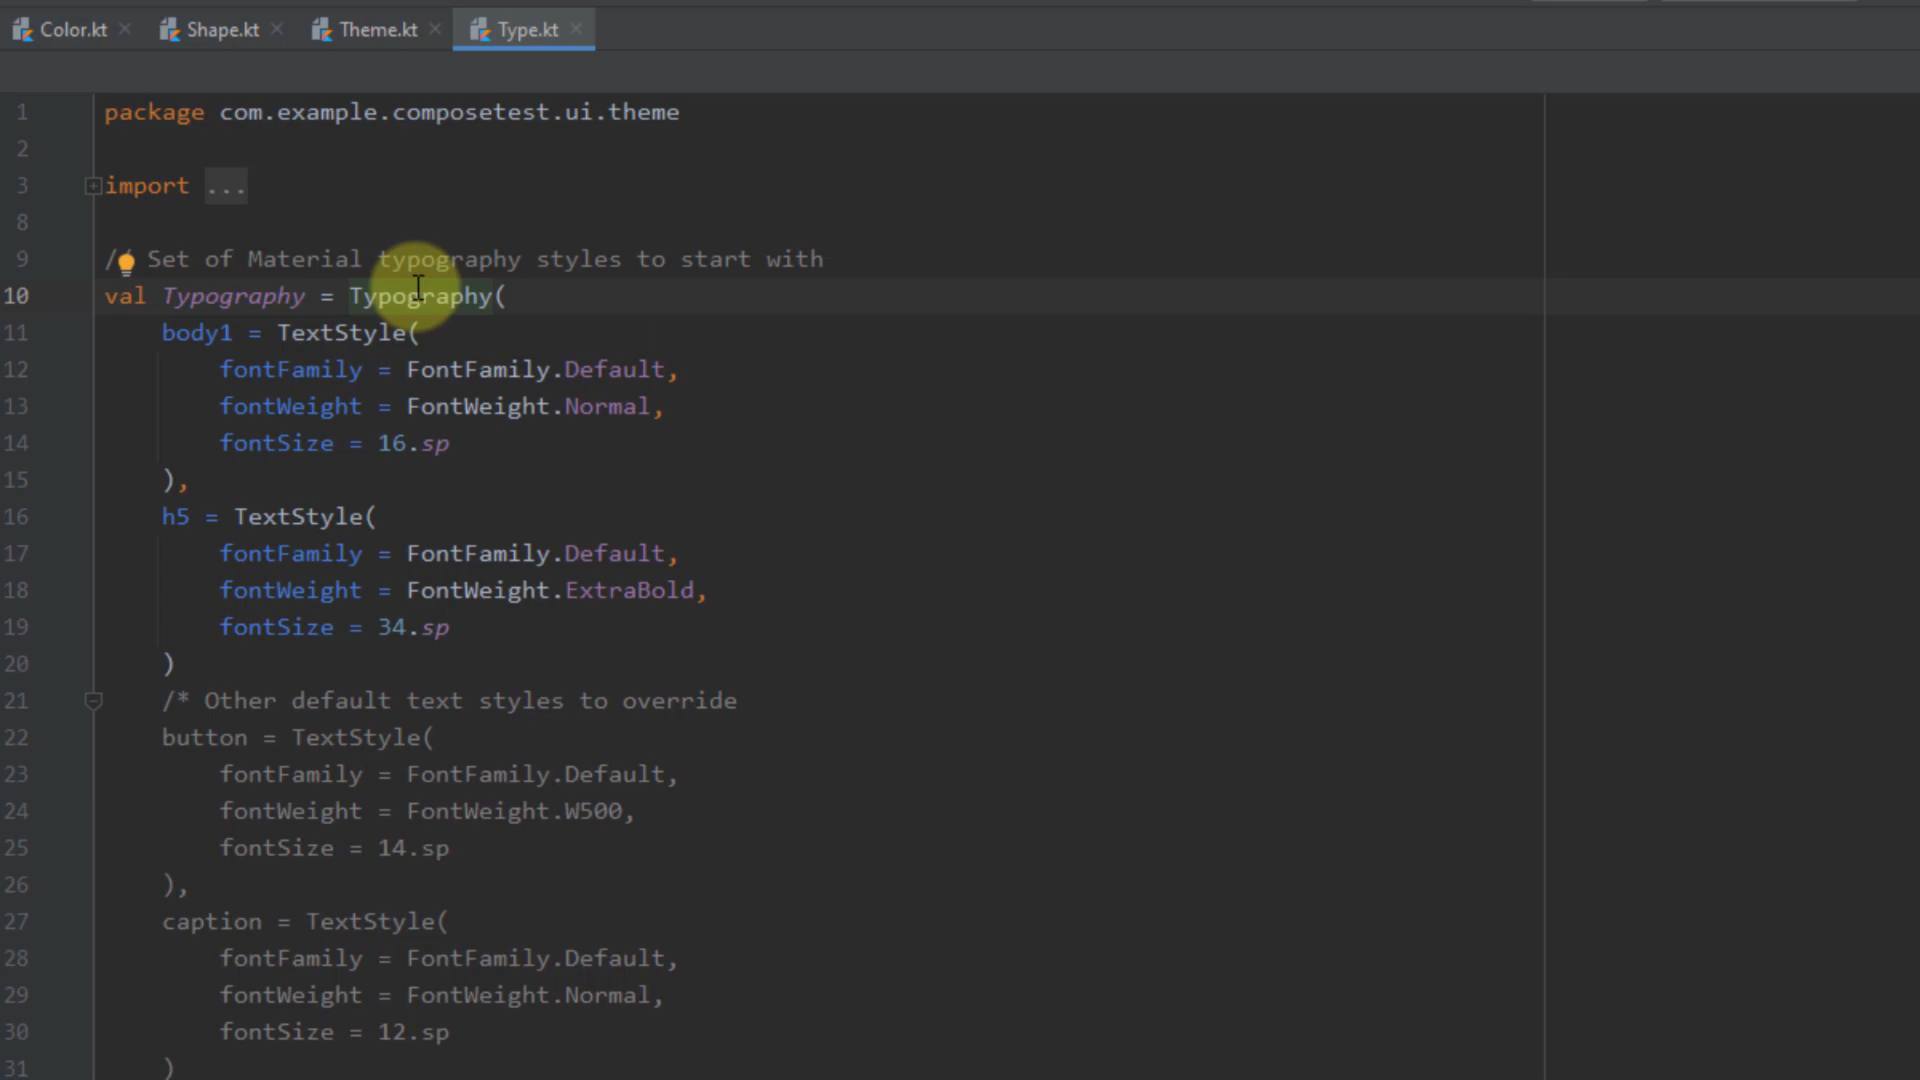 Color.kt Shape.kt Theme.kt Type.kt
1 package com.example.composetest.ui.theme
2
3 import ...
8
9 // Set of Material typography styles to start with
10 val Typography = Typography(
11 body1 = TextStyle(
12 fontFamily = FontFamily.Default,
13 fontWeight = FontWeight.Normal,
14 fontSize = 16.sp
15 ),
16 h5 = TextStyle(
17 fontFamily = FontFamily.Default,
18 fontWeight = FontWeight.ExtraBold,
19 fontSize = 34.sp
20 )
21 /* Other default text styles to override
22 button = TextStyle(
23 fontFamily = FontFamily.Default,
24 fontWeight = FontWeight.W500,
25 fontSize = 14.sp
26 ),
27 caption = TextStyle(
28 fontFamily = FontFamily.Default,
29 fontWeight = FontWeight.Normal,
30 fontSize = 12.sp
31 )